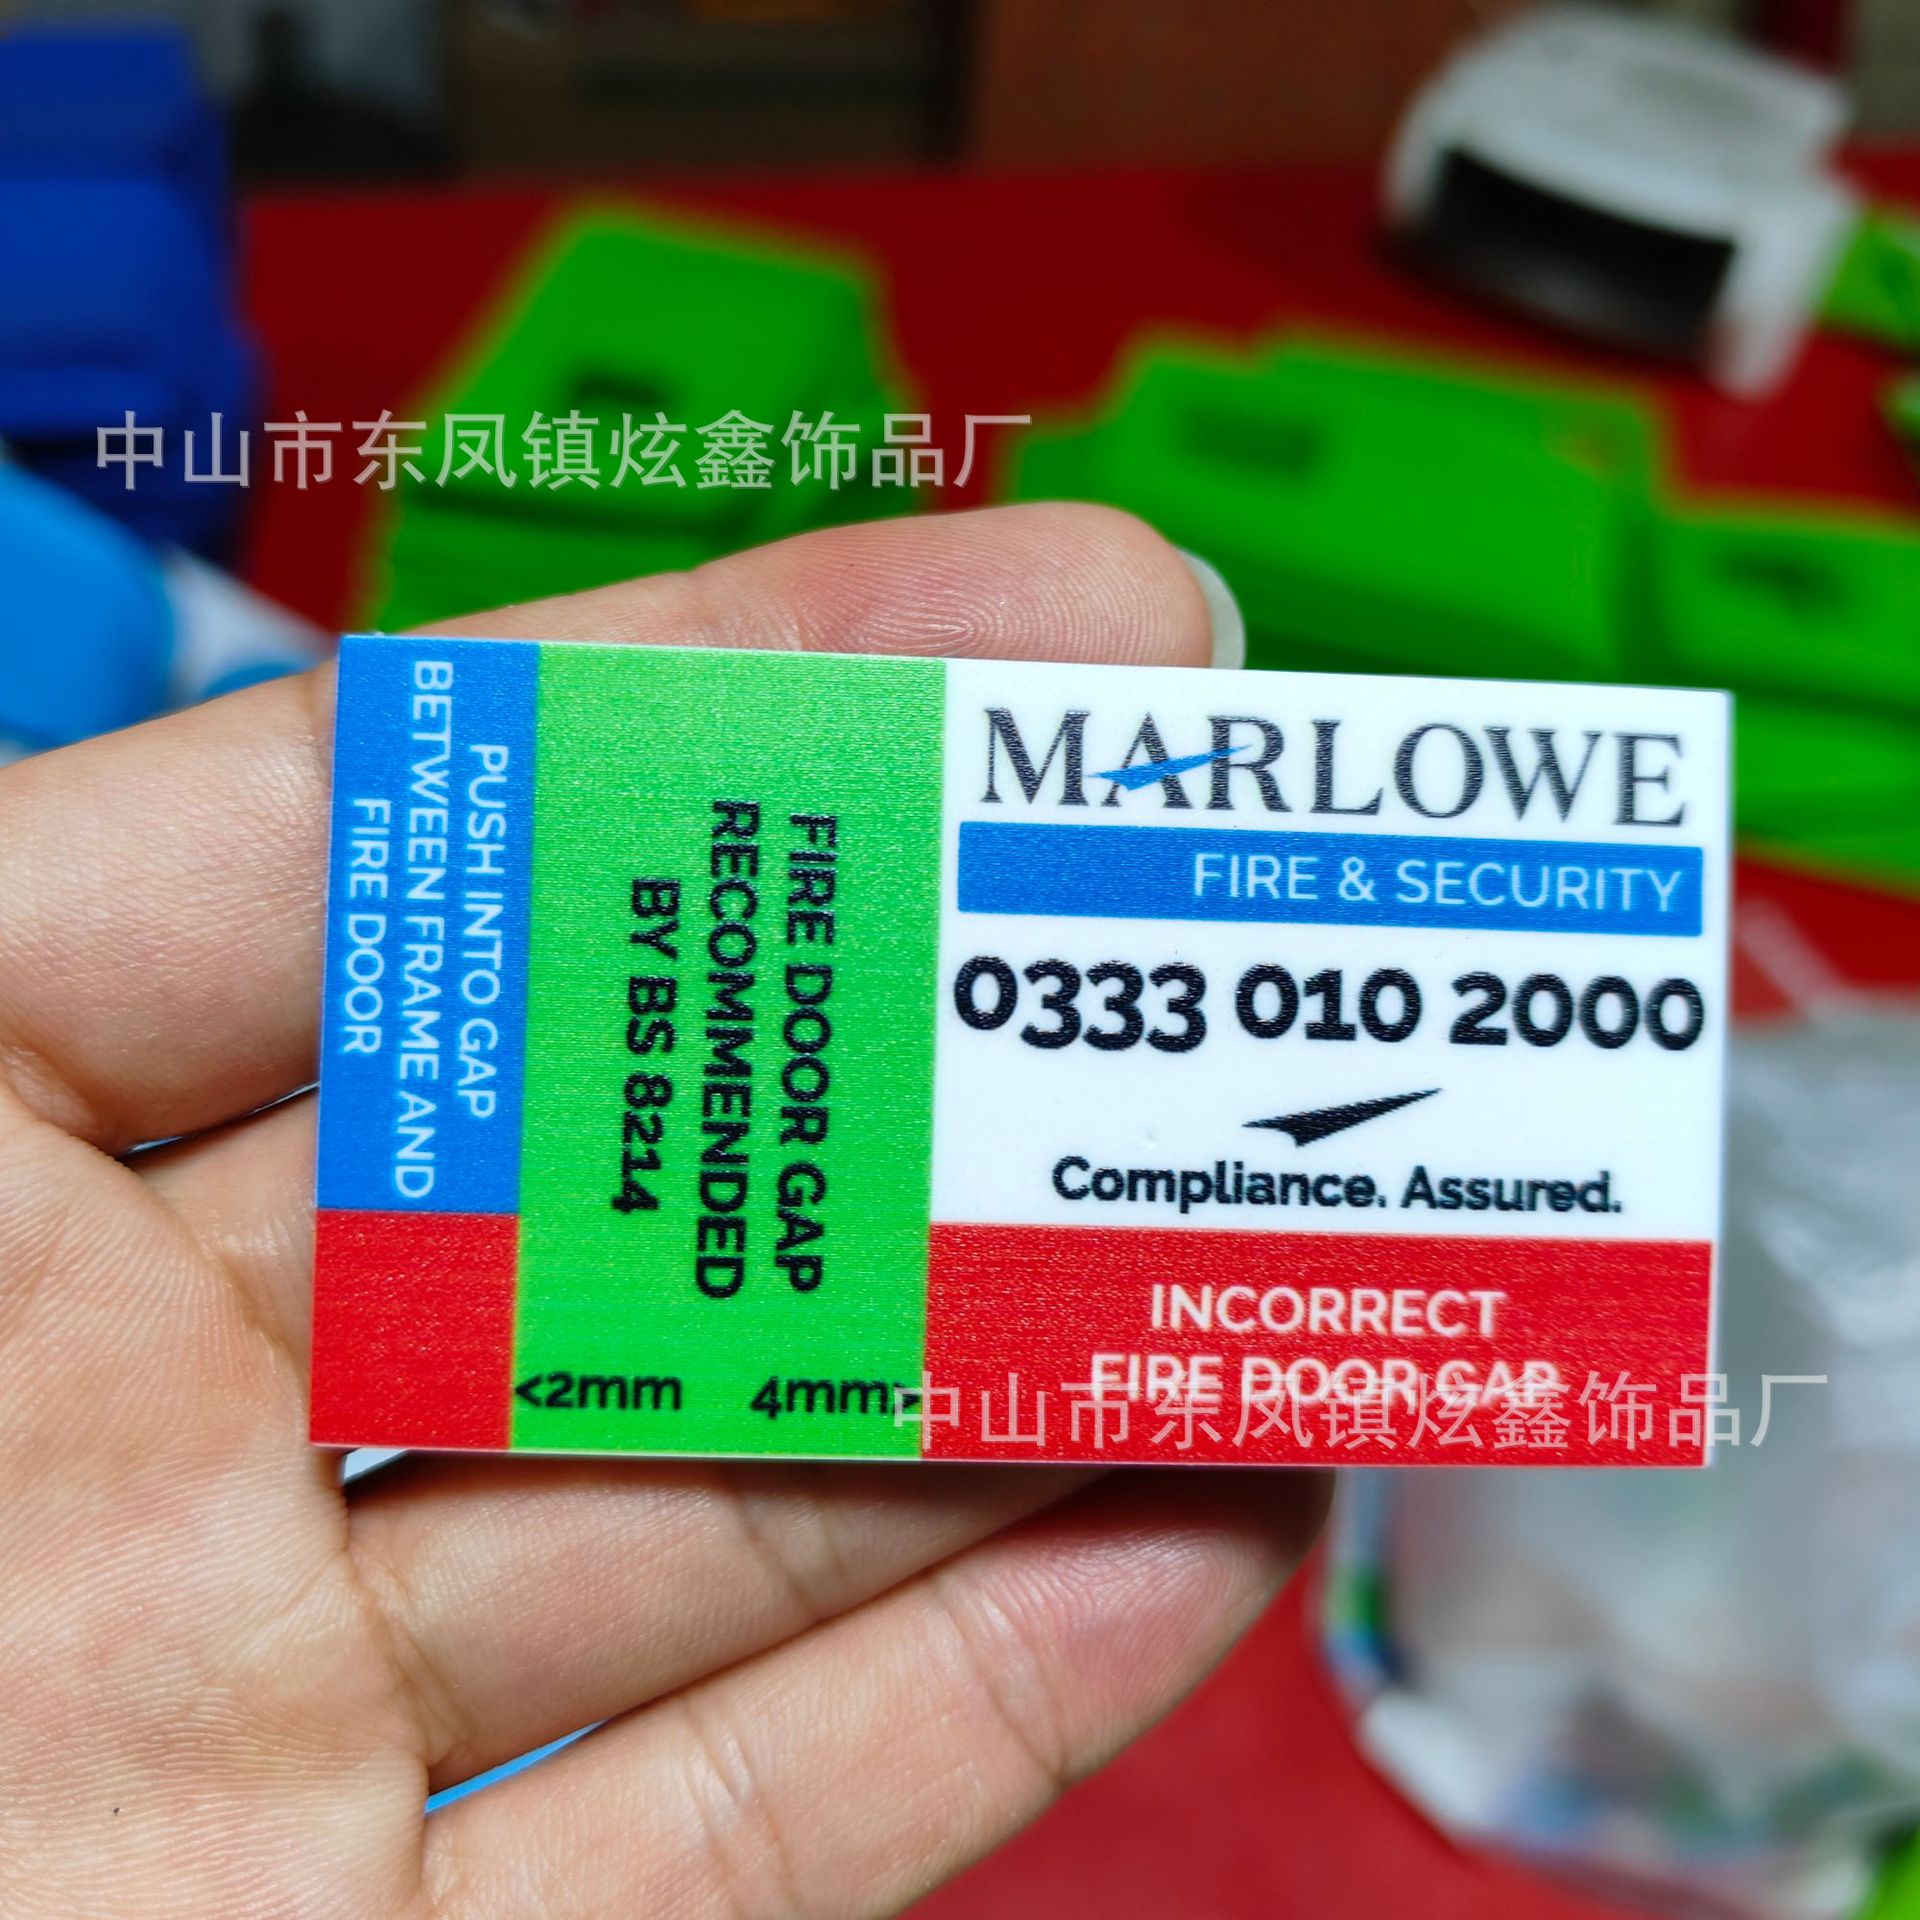 中山市东凤镇炫鑫饰品厂
PUSH INTO GAP
BETWEEN FRAME AND
FIRE DOOR
FIRE DOOR GAP
RECOMMENDED
BY BS 8214
<2mm 4mm>
MARLOWE
FIRE & SECURITY
0333 010 2000
Compliance. Assured.
INCORRECT
FIRE DOOR GAP
中山市东凤镇炫鑫饰品厂